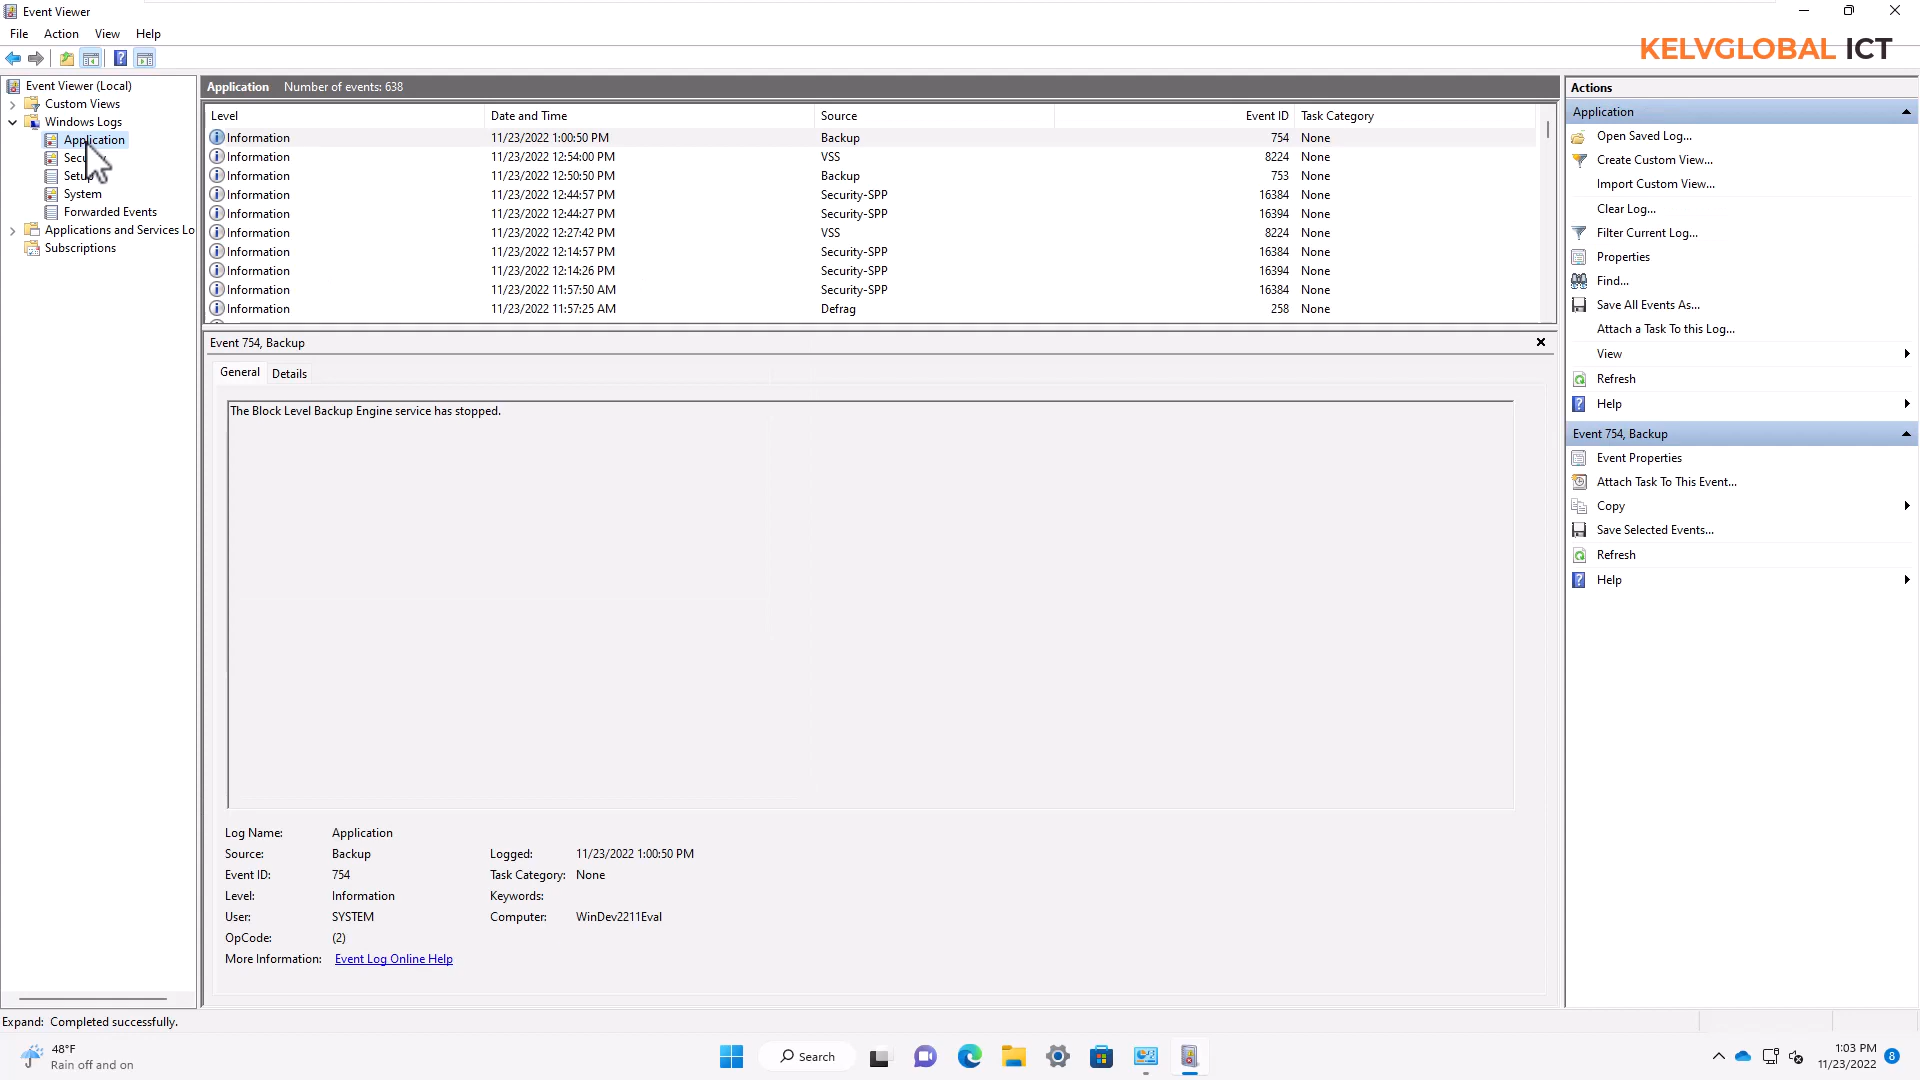 Event Viewer
File Action View Help
KELVGLOBAL ICT
Event Viewer (Local)
Custom Views
Windows Logs
Application
Setup
System
Forwarded Events
Applications and Services Lo
Subscriptions
Application Number of events: 638
Level Date and Time Source Event ID Task Category
Information 11/23/2022 1:00:50 PM Backup 754 None
Information 11/23/2022 12:54:00 PM VSS 8224 None
Information 11/23/2022 12:50:50 PM Backup 753 None
Information 11/23/2022 12:44:57 PM Security-SPP 16384 None
Information 11/23/2022 12:44:27 PM Security-SPP 16394 None
Information 11/23/2022 12:27:42 PM VSS 8224 None
Information 11/23/2022 12:14:57 PM Security-SPP 16384 None
Information 11/23/2022 12:14:26 PM Security-SPP 16394 None
Information 11/23/2022 11:57:50 AM Security-SPP 16384 None
Information 11/23/2022 11:57:25 AM Defrag 258 None
Event 754, Backup
General Details
The Block Level Backup Engine service has stopped.
Log Name: Application
Source: Backup Logged: 11/23/2022 1:00:50 PM
Event ID: 754 Task Category: None
Level: Information Keywords:
User: SYSTEM Computer: WinDev2211Eval
OpCode: (2)
More Information: Event Log Online Help
Actions
Application
Open Saved Log...
Create Custom View...
Import Custom View...
Clear Log...
Filter Current Log...
Properties
Find...
Save All Events As...
Attach a Task To this Log...
View
Refresh
Help
Event 754, Backup
Event Properties
Attach Task To This Event...
Copy
Save Selected Events...
Refresh
Help
Expand: Completed successfully.
48°F
Rain off and on
Search
1:03 PM
11/23/2022
8